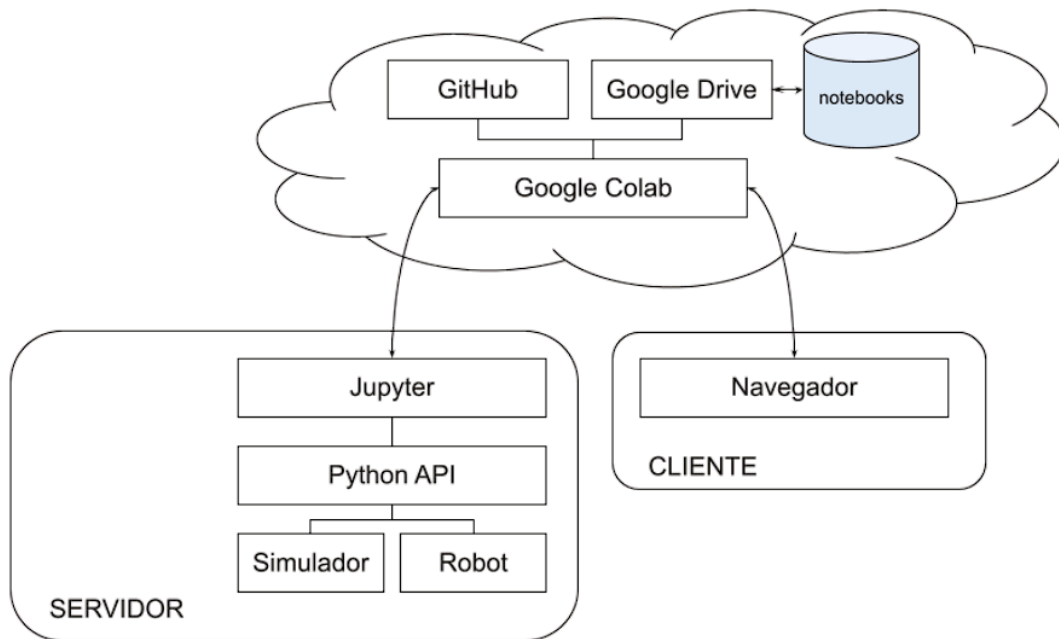 GitHub
Google Drive
notebooks
Google Colab
Jupyter
Navegador
Python API
CLIENTE
Simulador
Robot
SERVIDOR